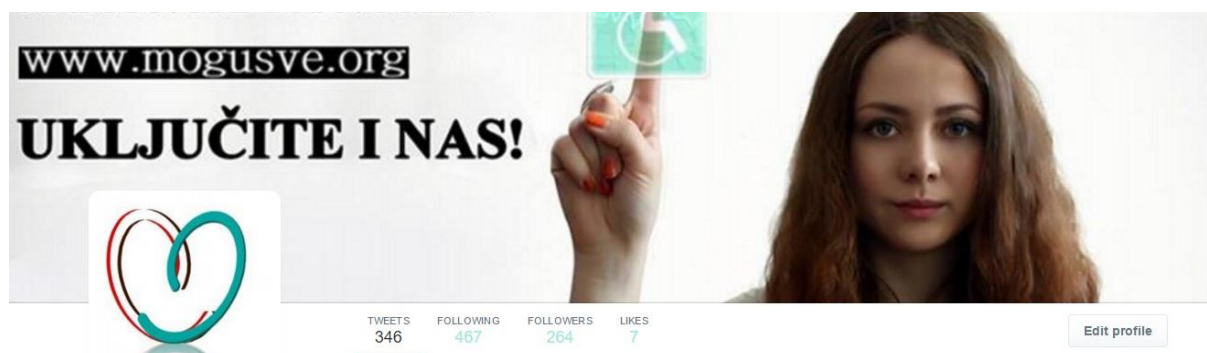 www.mogusve.org
UKLJUČITE I NAS!
TWEETS FOLLOWING FOLLOWERS LIKES
346 467 264 7
Edit profile